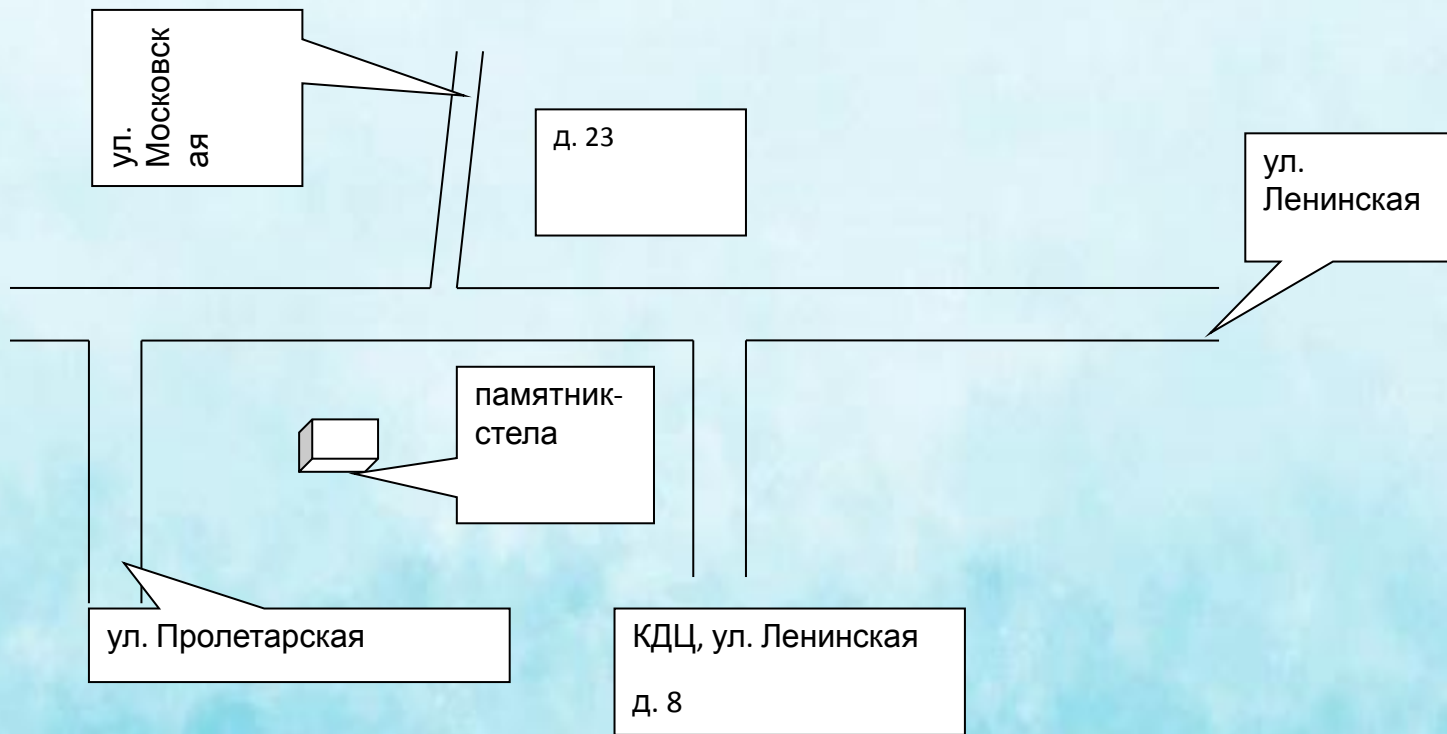 ул.
Московск
ая
д. 23
ул.
Ленинская
памятник-
стела
ул. Пролетарская
КДЦ, ул. Ленинская
д. 8